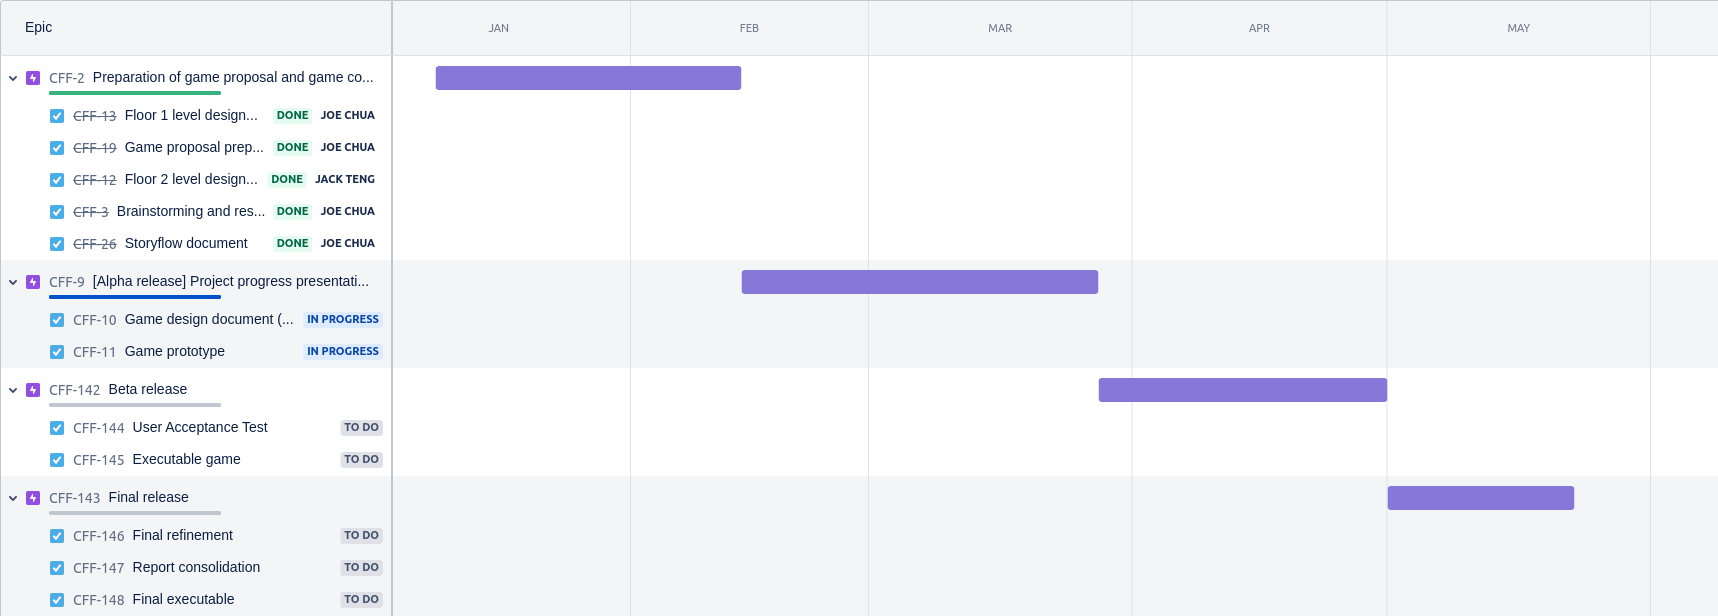 Epic JAN FEB MAR APR MAY
CFF-2 Preparation of game proposal and game co...
CFF-13 Floor 1 level design... DONE JOE CHUA
CFF-19 Game proposal prep... DONE JOE CHUA
CFF-12 Floor 2 level design... DONE JACK TENG
CFF-3 Brainstorming and res... DONE JOE CHUA
CFF-26 Storyflow document DONE JOE CHUA
CFF-9 [Alpha release] Project progress presentati...
CFF-10 Game design document (... IN PROGRESS
CFF-11 Game prototype IN PROGRESS
CFF-142 Beta release
CFF-144 User Acceptance Test TO DO
CFF-145 Executable game TO DO
CFF-143 Final release
CFF-146 Final refinement TO DO
CFF-147 Report consolidation TO DO
CFF-148 Final executable TO DO